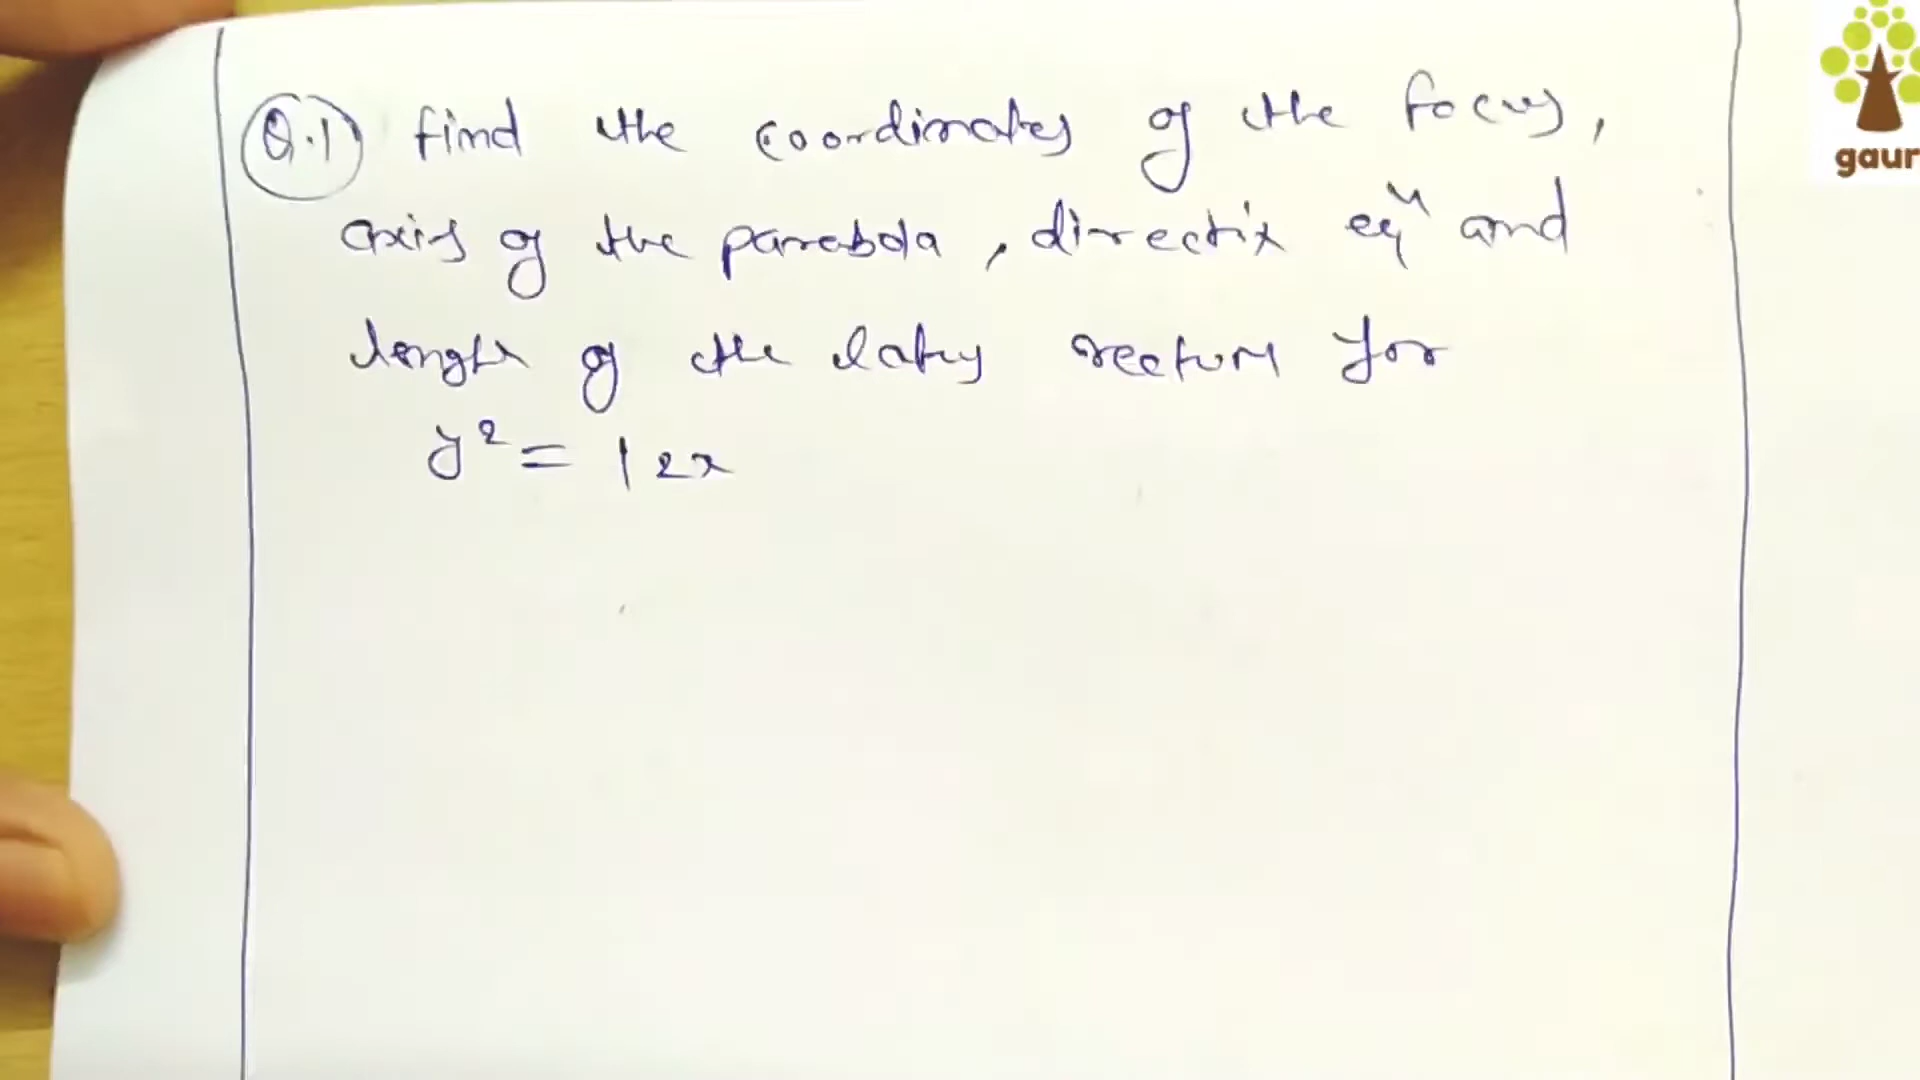 Q.1 find the coordinates of the focus,
axis of the parabola, directix eqn and
length of the latus rectum for
y² = 12x
gaur